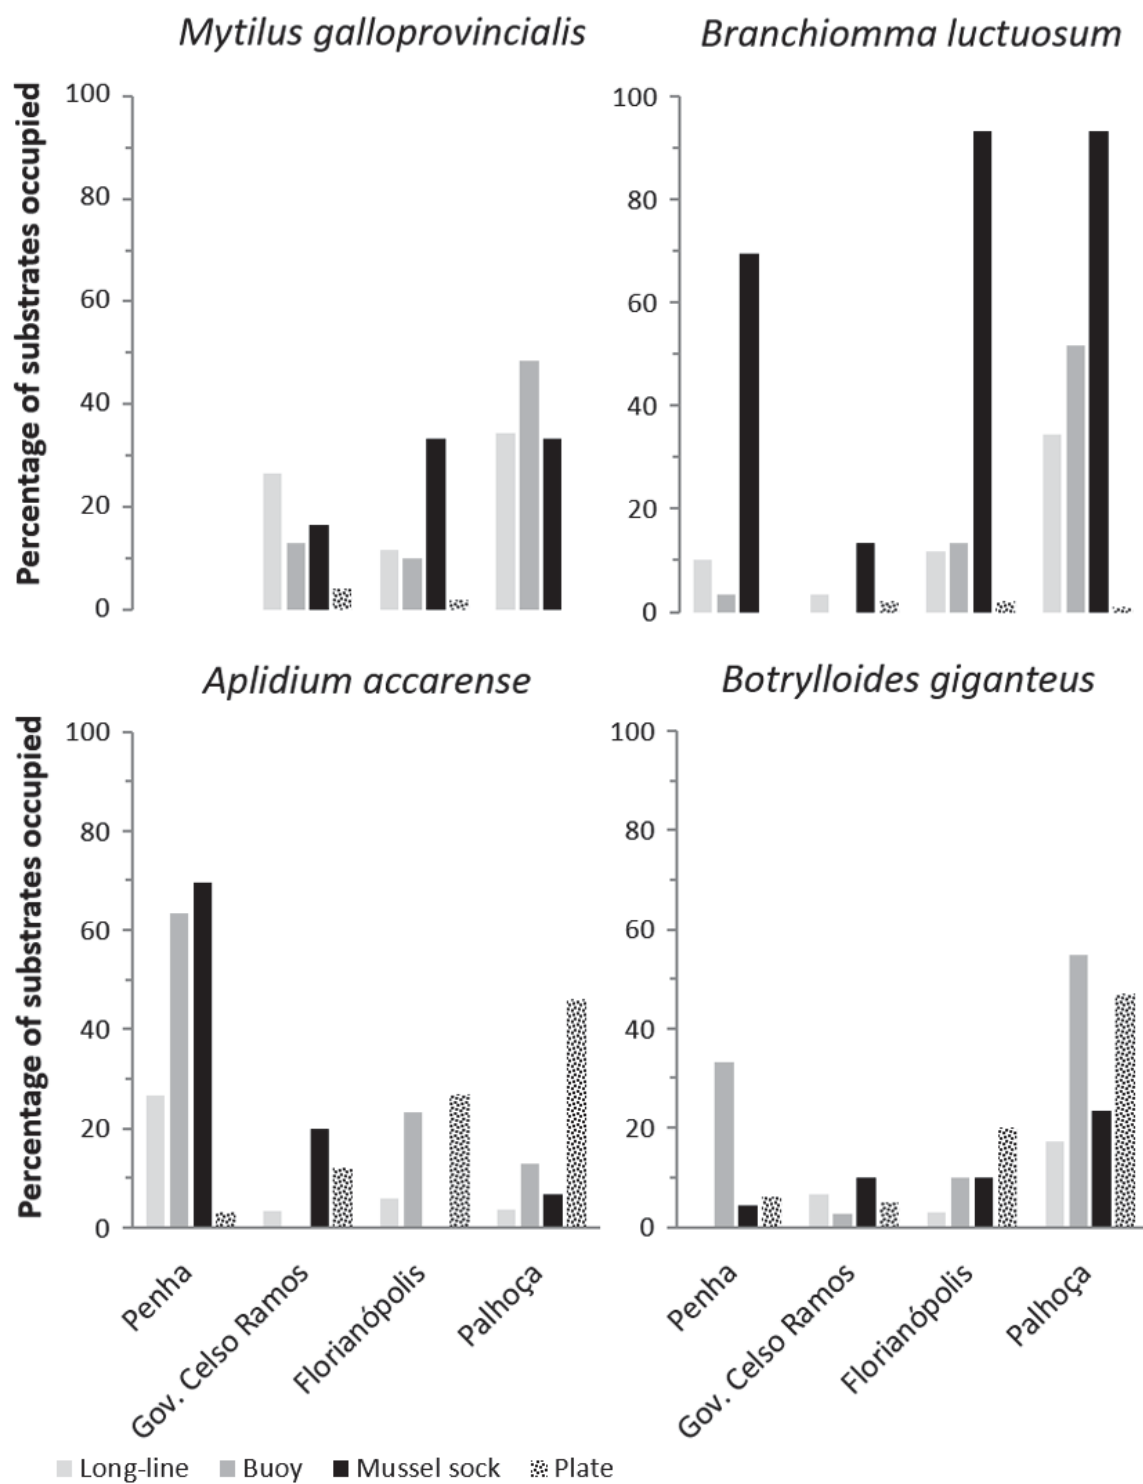 Mytilus galloprovincialis
Branchiomma luctuosum
Percentage of substrates occupied
100
80
60
40
20
0
100
80
60
40
20
0
Aplidium accarense
Botrylloides giganteus
Percentage of substrates occupied
100
80
60
40
20
0
100
80
60
40
20
0
Penha
Gov. Celso Ramos
Florianópolis
Palhoça
Penha
Gov. Celso Ramos
Florianópolis
Palhoça
Long-line Buoy Mussel sock Plate